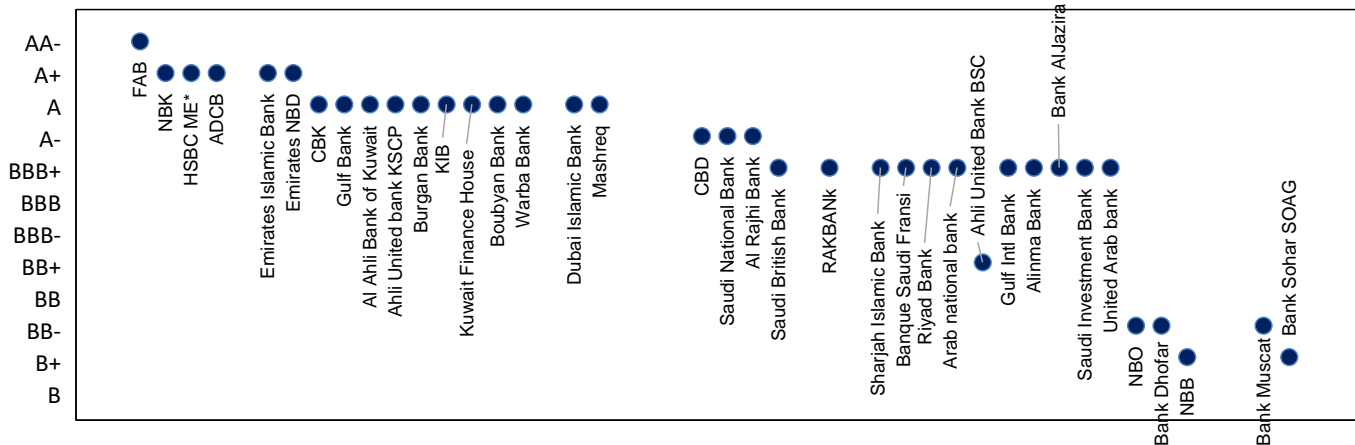 AA-
A+
A
A-
BBB+
BBB
BBB-
BB+
BB
BB-
B+
B
FAB
NBK
HSBC ME*
ADCB
Emirates Islamic Bank
Emirates NBD
CBK
Gulf Bank
Al Ahli Bank of Kuwait
Ahli United bank KSCP
Burgan Bank
KIB
Kuwait Finance House
Boubyan Bank
Warba Bank
Dubai Islamic Bank
Mashreq
CBD
Saudi National Bank
Al Rajhi Bank
Saudi British Bank
RAKBANk
Sharjah Islamic Bank
Banque Saudi Fransi
Riyad Bank
Arab national bank
Ahli United Bank BSC
Gulf Intl Bank
Alinma Bank
Bank AlJazira
Saudi Investment Bank
United Arab bank
NBO
Bank Dhofar
NBB
Bank Muscat
Bank Sohar SOAG